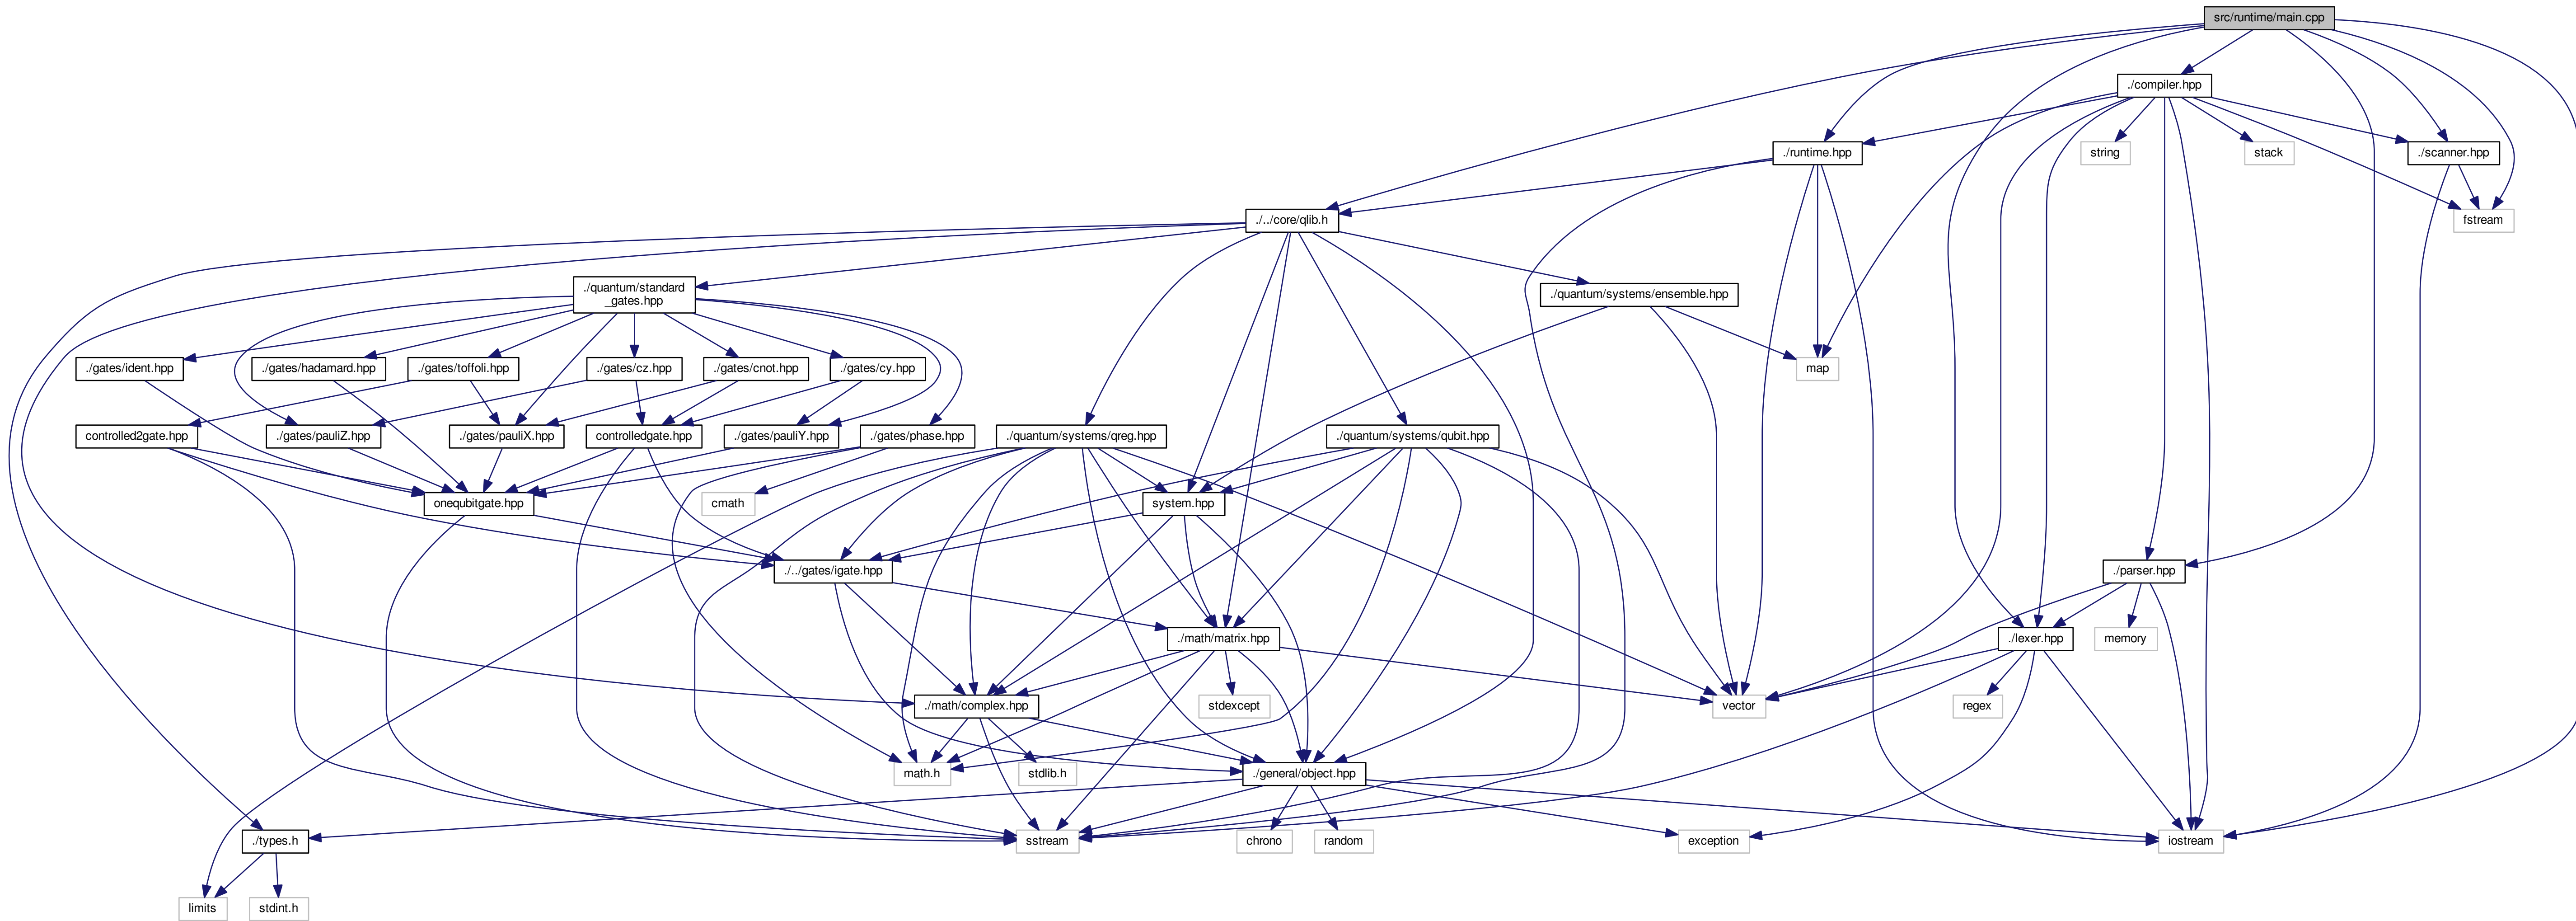 src/runtime/main.cpp
./compiler.hpp
./runtime.hpp
string
stack
./scanner.hpp
./../core/qlib.h
fstream
./quantum/standard
_gates.hpp
./quantum/systems/ensemble.hpp
./gates/ident.hpp
./gates/hadamard.hpp
./gates/toffoli.hpp
./gates/cz.hpp
./gates/cnot.hpp
./gates/cy.hpp
map
controlled2gate.hpp
./gates/pauliZ.hpp
./gates/pauliX.hpp
controlledgate.hpp
./gates/pauliY.hpp
./gates/phase.hpp
./quantum/systems/qreg.hpp
./quantum/systems/qubit.hpp
onequbitgate.hpp
cmath
system.hpp
./../gates/igate.hpp
./parser.hpp
./math/matrix.hpp
./lexer.hpp
memory
./math/complex.hpp
stdexcept
vector
regex
math.h
stdlib.h
./general/object.hpp
./types.h
sstream
chrono
random
exception
iostream
limits
stdint.h